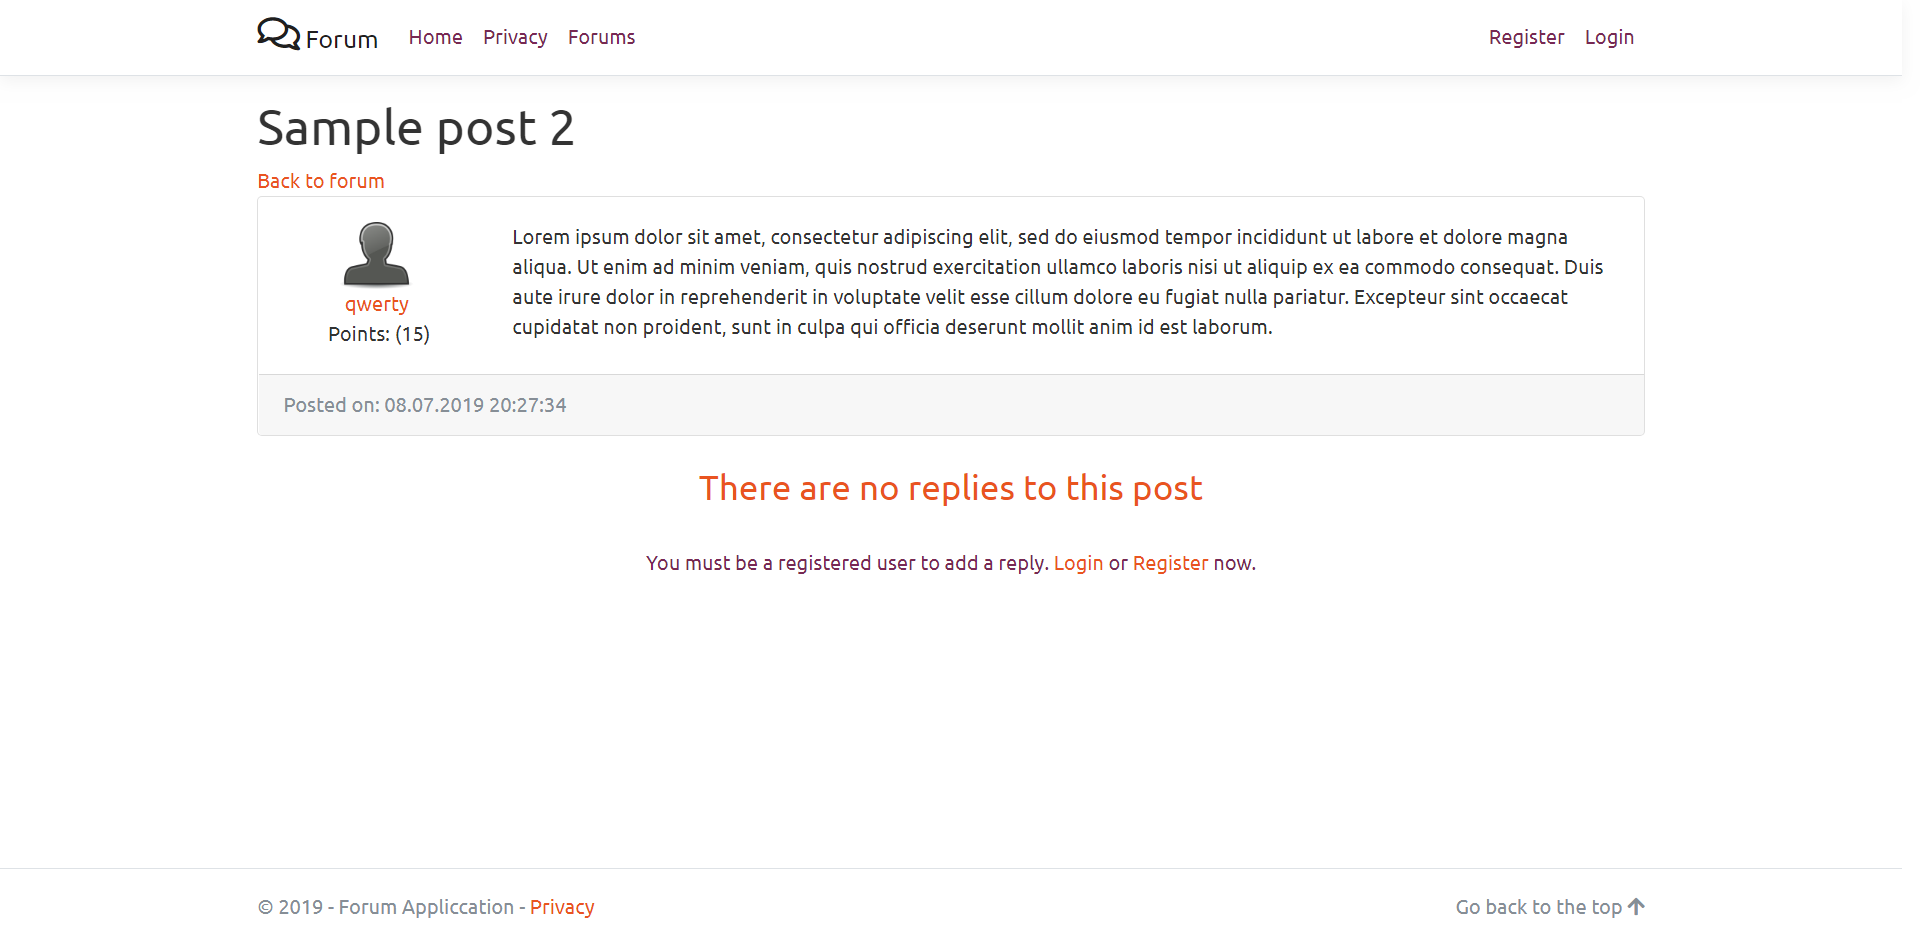 Forum Home Privacy Forums Register Login
Sample post 2
Back to forum
qwerty
Points: (15)
Lorem ipsum dolor sit amet, consectetur adipiscing elit, sed do eiusmod tempor incididunt ut labore et dolore magna
aliqua. Ut enim ad minim veniam, quis nostrud exercitation ullamco laboris nisi ut aliquip ex ea commodo consequat. Duis
aute irure dolor in reprehenderit in voluptate velit esse cillum dolore eu fugiat nulla pariatur. Excepteur sint occaecat
cupidatat non proident, sunt in culpa qui officia deserunt mollit anim id est laborum.
Posted on: 08.07.2019 20:27:34
There are no replies to this post
You must be a registered user to add a reply. Login or Register now.
© 2019 - Forum Appliccation - Privacy Go back to the top